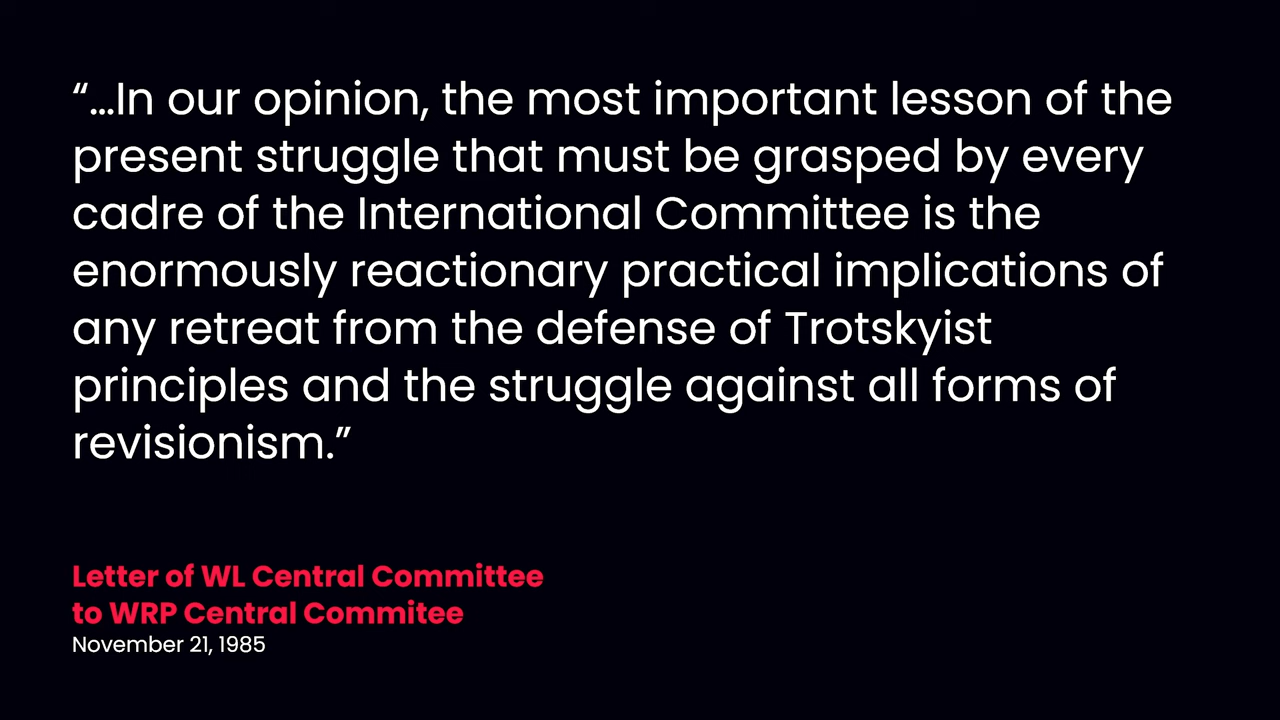 “…In our opinion, the most important lesson of the
present struggle that must be grasped by every
cadre of the International Committee is the
enormously reactionary practical implications of
any retreat from the defense of Trotskyist
principles and the struggle against all forms of
revisionism.”
Letter of WL Central Committee
to WRP Central Commitee
November 21, 1985